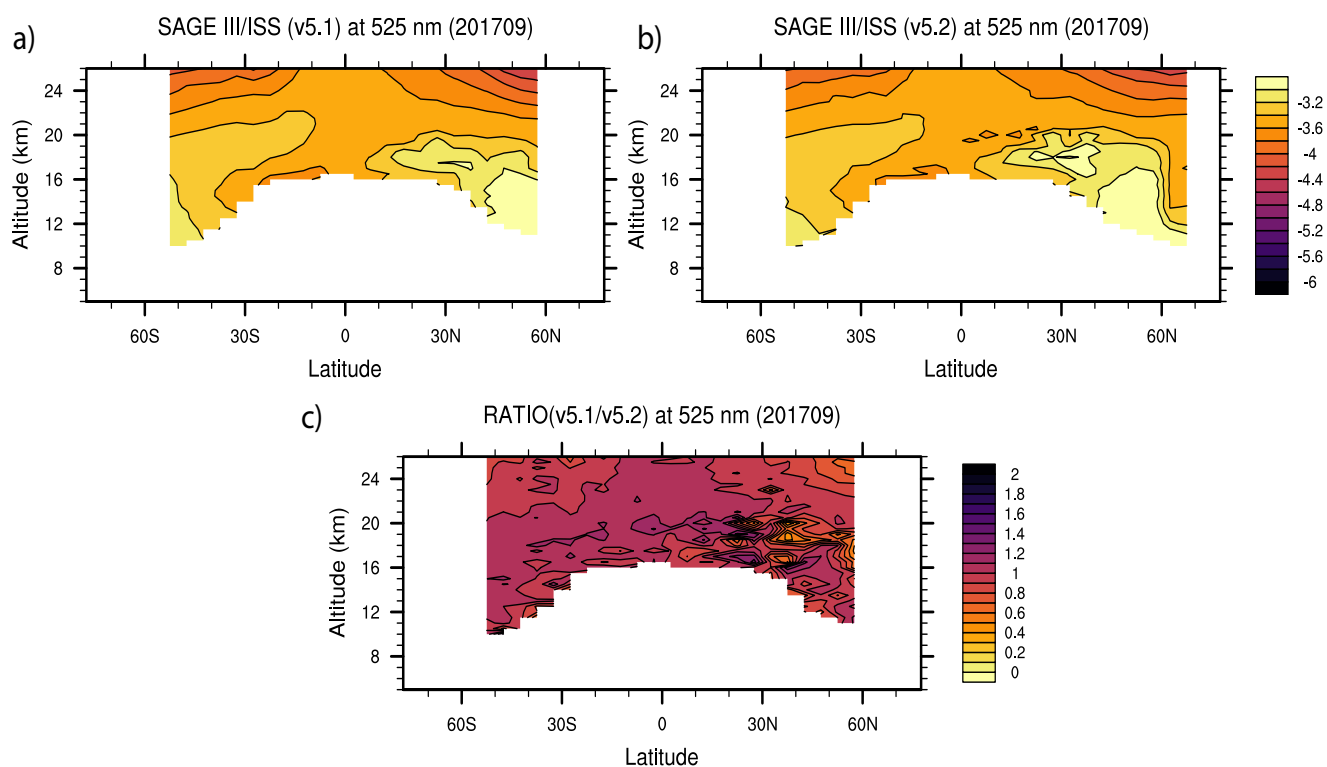 a)
SAGE III/ISS (v5.1) at 525 nm (201709)
Altitude (km)
24
20
16
12
8
60S 30S 0 30N 60N
Latitude
b)
SAGE III/ISS (v5.2) at 525 nm (201709)
Altitude (km)
24
20
16
12
8
60S 30S 0 30N 60N
Latitude
-3.2
-3.6
-4
-4.4
-4.8
-5.2
-5.6
-6
c)
RATIO(v5.1/v5.2) at 525 nm (201709)
Altitude (km)
24
20
16
12
8
60S 30S 0 30N 60N
Latitude
2
1.8
1.6
1.4
1.2
1
0.8
0.6
0.4
0.2
0